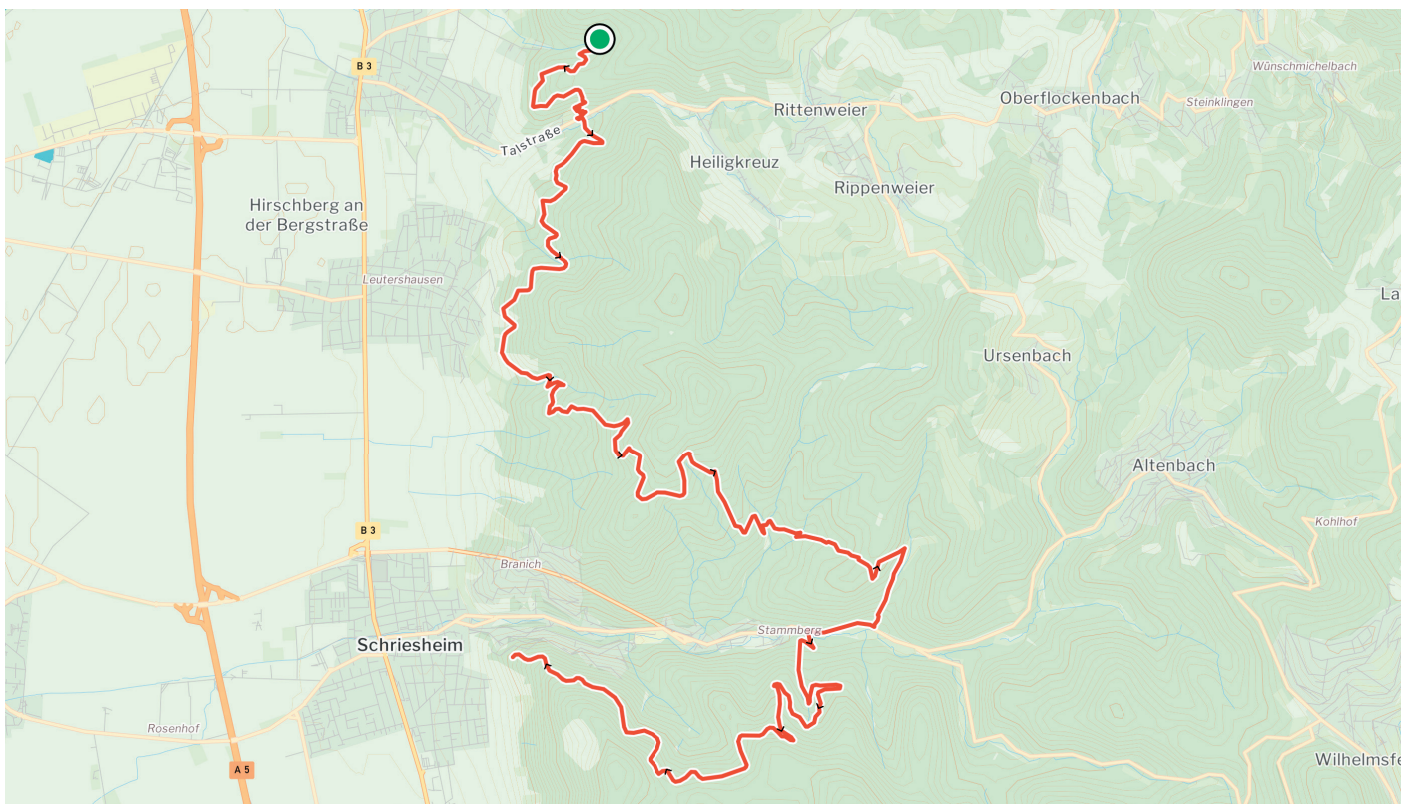 Wünschmichelbach
B 3
Oberflockenbach
Steinklingen
Rittenweier
Talstraße
Heiligkreuz
Rippenweier
Hirschberg an
der Bergstraße
Leutershausen
La
Ursenbach
Altenbach
Kohlhof
B 3
Branich
Stammberg
Schriesheim
Rosenhof
Wilhelmsfe
A 5